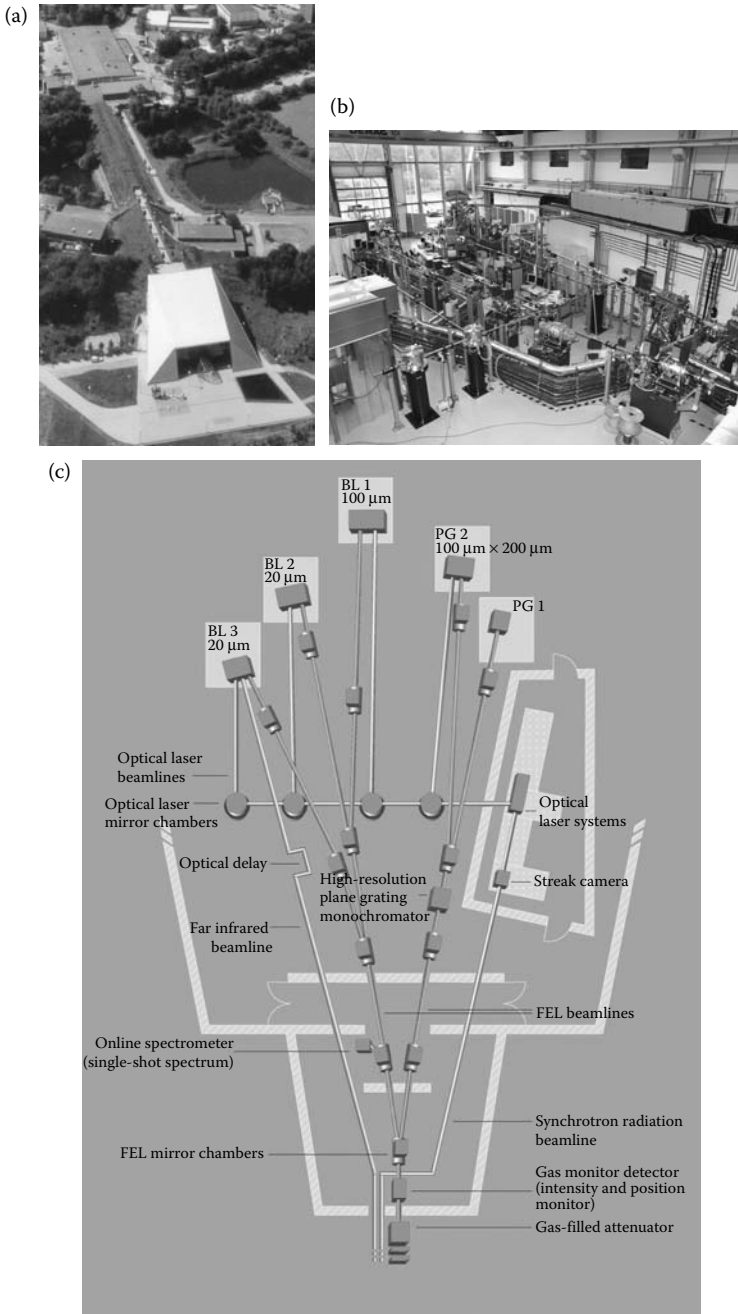 (a)
(b)
(c)
BL 1
100 μm
PG 2
100 μm × 200 μm
BL 2
20 μm
PG 1
BL 3
20 μm
Optical laser
beamlines
Optical laser
mirror chambers
Optical
laser systems
Optical delay
High-resolution
plane grating
monochromator
Streak camera
Far infrared
beamline
FEL beamlines
Online spectrometer
(single-shot spectrum)
Synchrotron radiation
beamline
FEL mirror chambers
Gas monitor detector
(intensity and position
monitor)
Gas-filled attenuator